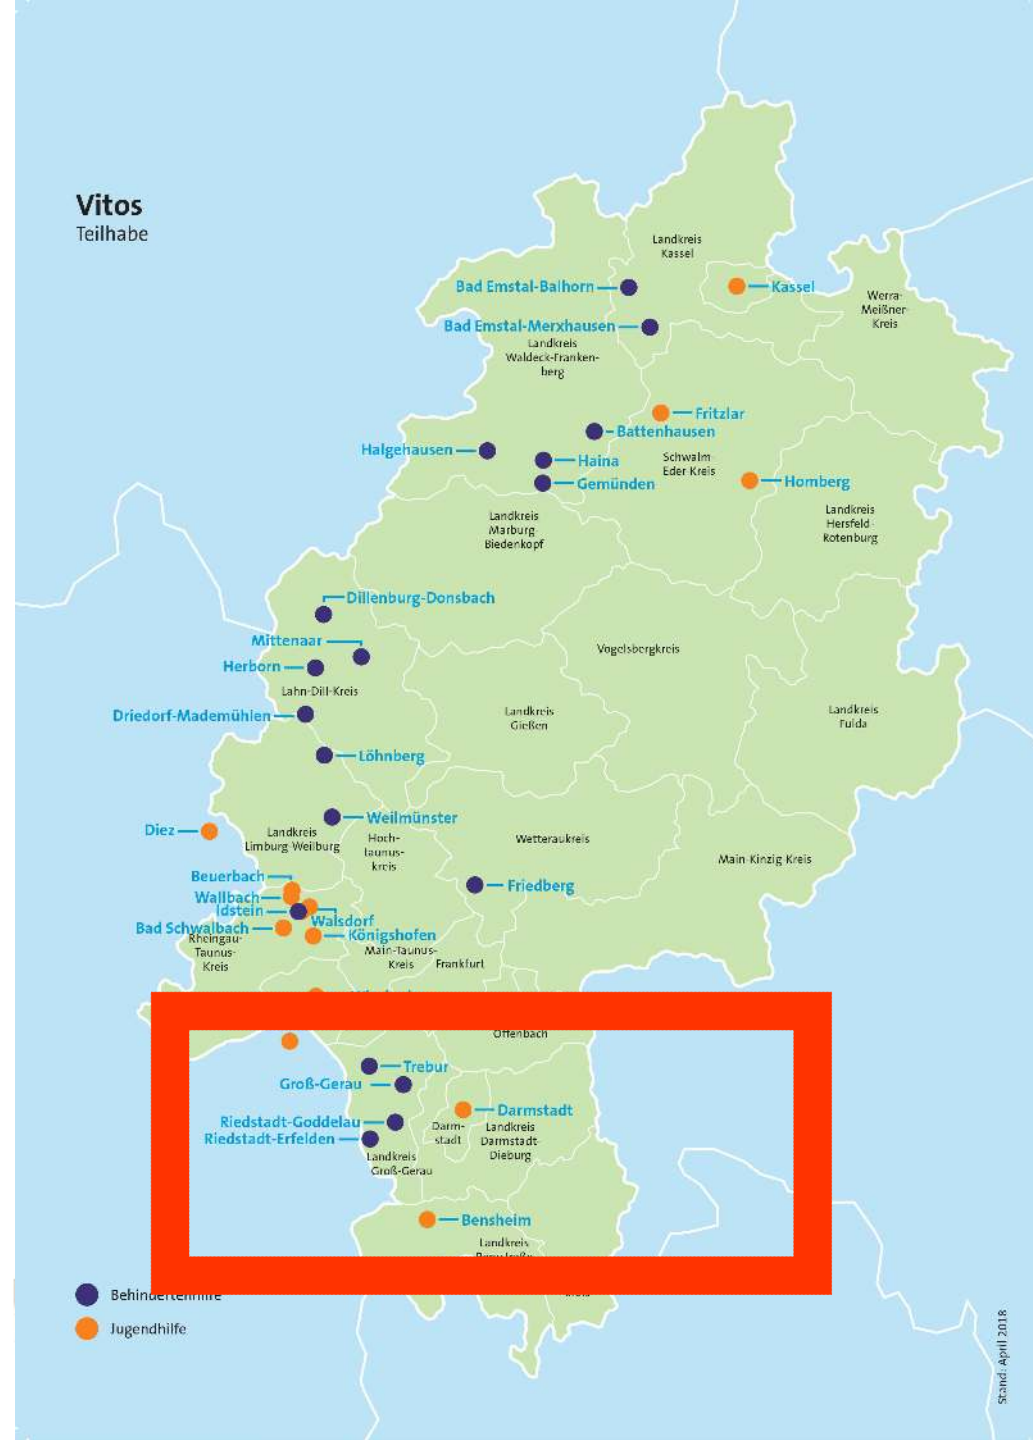 Vitos
Teilhabe
Landkreis
Kassel
Bad Emstal-Balhorn
Kassel
Werra-
Meißner-
Kreis
Bad Emstal-Merxhausen
Landkreis
Waldeck-Franken-
berg
Fritzlar
Battenhausen
Halgehausen
Haina
Schwalm-
Eder-Kreis
Gemünden
Homberg
Landkreis
Marburg-
Biedenkopf
Landkreis
Hersfeld-
Rotenburg
Dillenburg-Donsbach
Mittenaar
Herborn
Lahn-Dill-Kreis
Vogelsbergkreis
Driedorf-Mademühlen
Landkreis
Gießen
Landkreis
Fulda
Löhnberg
Weilmünster
Diez
Landkreis
Limburg-Weilburg
Hoch-
taunus-
kreis
Wetteraukreis
Main-Kinzig-Kreis
Beuerbach
Wallbach
Idstein
Friedberg
Walsdorf
Bad Schwalbach
Königshofen
Rheingau-
Taunus-
Kreis
Main-Taunus-
Kreis
Frankfurt
Offenbach
Trebur
Groß-Gerau
Darmstadt
Riedstadt-Goddelau
Riedstadt-Erfelden
Darm-
stadt
Landkreis
Darmstadt-
Dieburg
Landkreis
Groß-Gerau
Bensheim
Landkreis
Behindertenhilfe
Jugendhilfe
Stand: April 2018